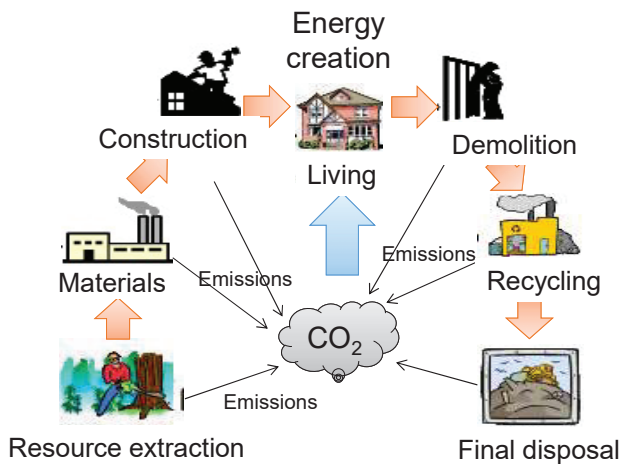 Energy
creation
Construction
Living
Demolition
Materials
Emissions
Emissions
Recycling
CO₂
Emissions
Resource extraction
Final disposal